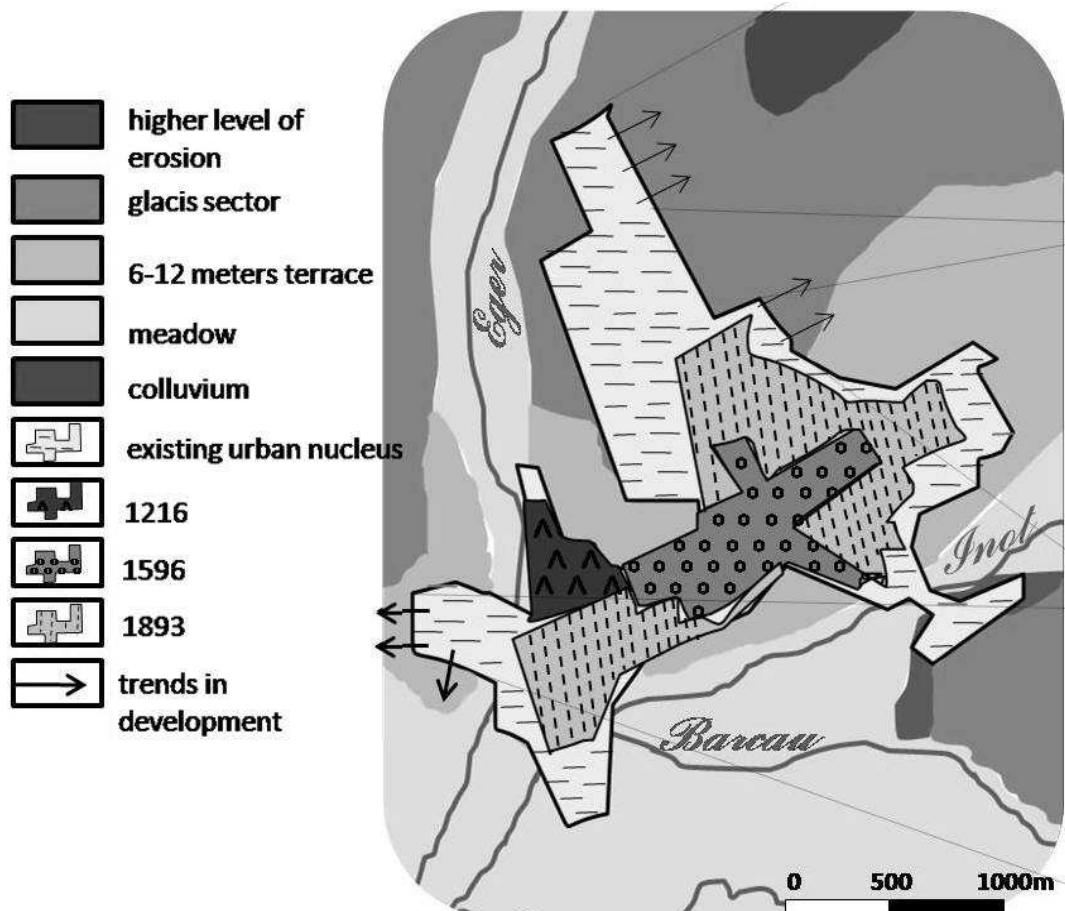 higher level of
erosion
glacis sector
6-12 meters terrace
meadow
colluvium
existing urban nucleus
1216
1596
1893
trends in
development
Eger
Inot
Barcau
0 500 1000m